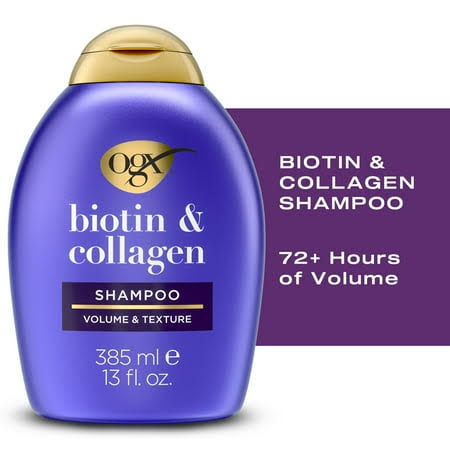 ogx
biotin &
collagen
SHAMPOO
VOLUME & TEXTURE
385 ml ℮
13 fl. oz.
BIOTIN &
COLLAGEN
SHAMPOO
72+ Hours
of Volume